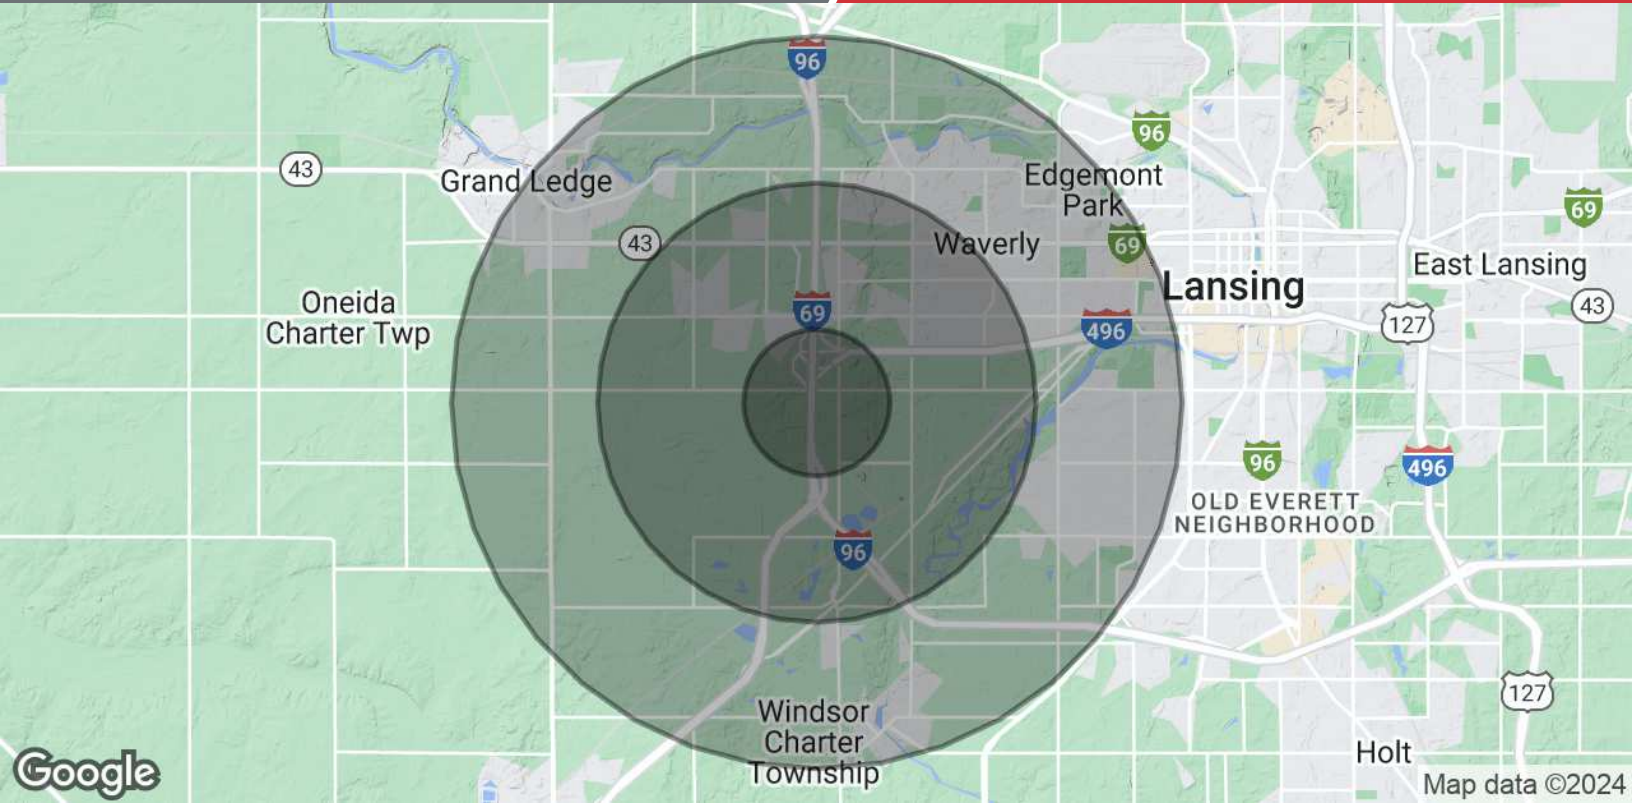 96
96
43
Grand Ledge
Edgemont
Park
69
43
Waverly
69
East Lansing
Lansing
43
Oneida
Charter Twp
69
496
127
96
496
OLD EVERETT
NEIGHBORHOOD
96
127
Windsor
Charter
Township
Holt
Google
Map data ©2024